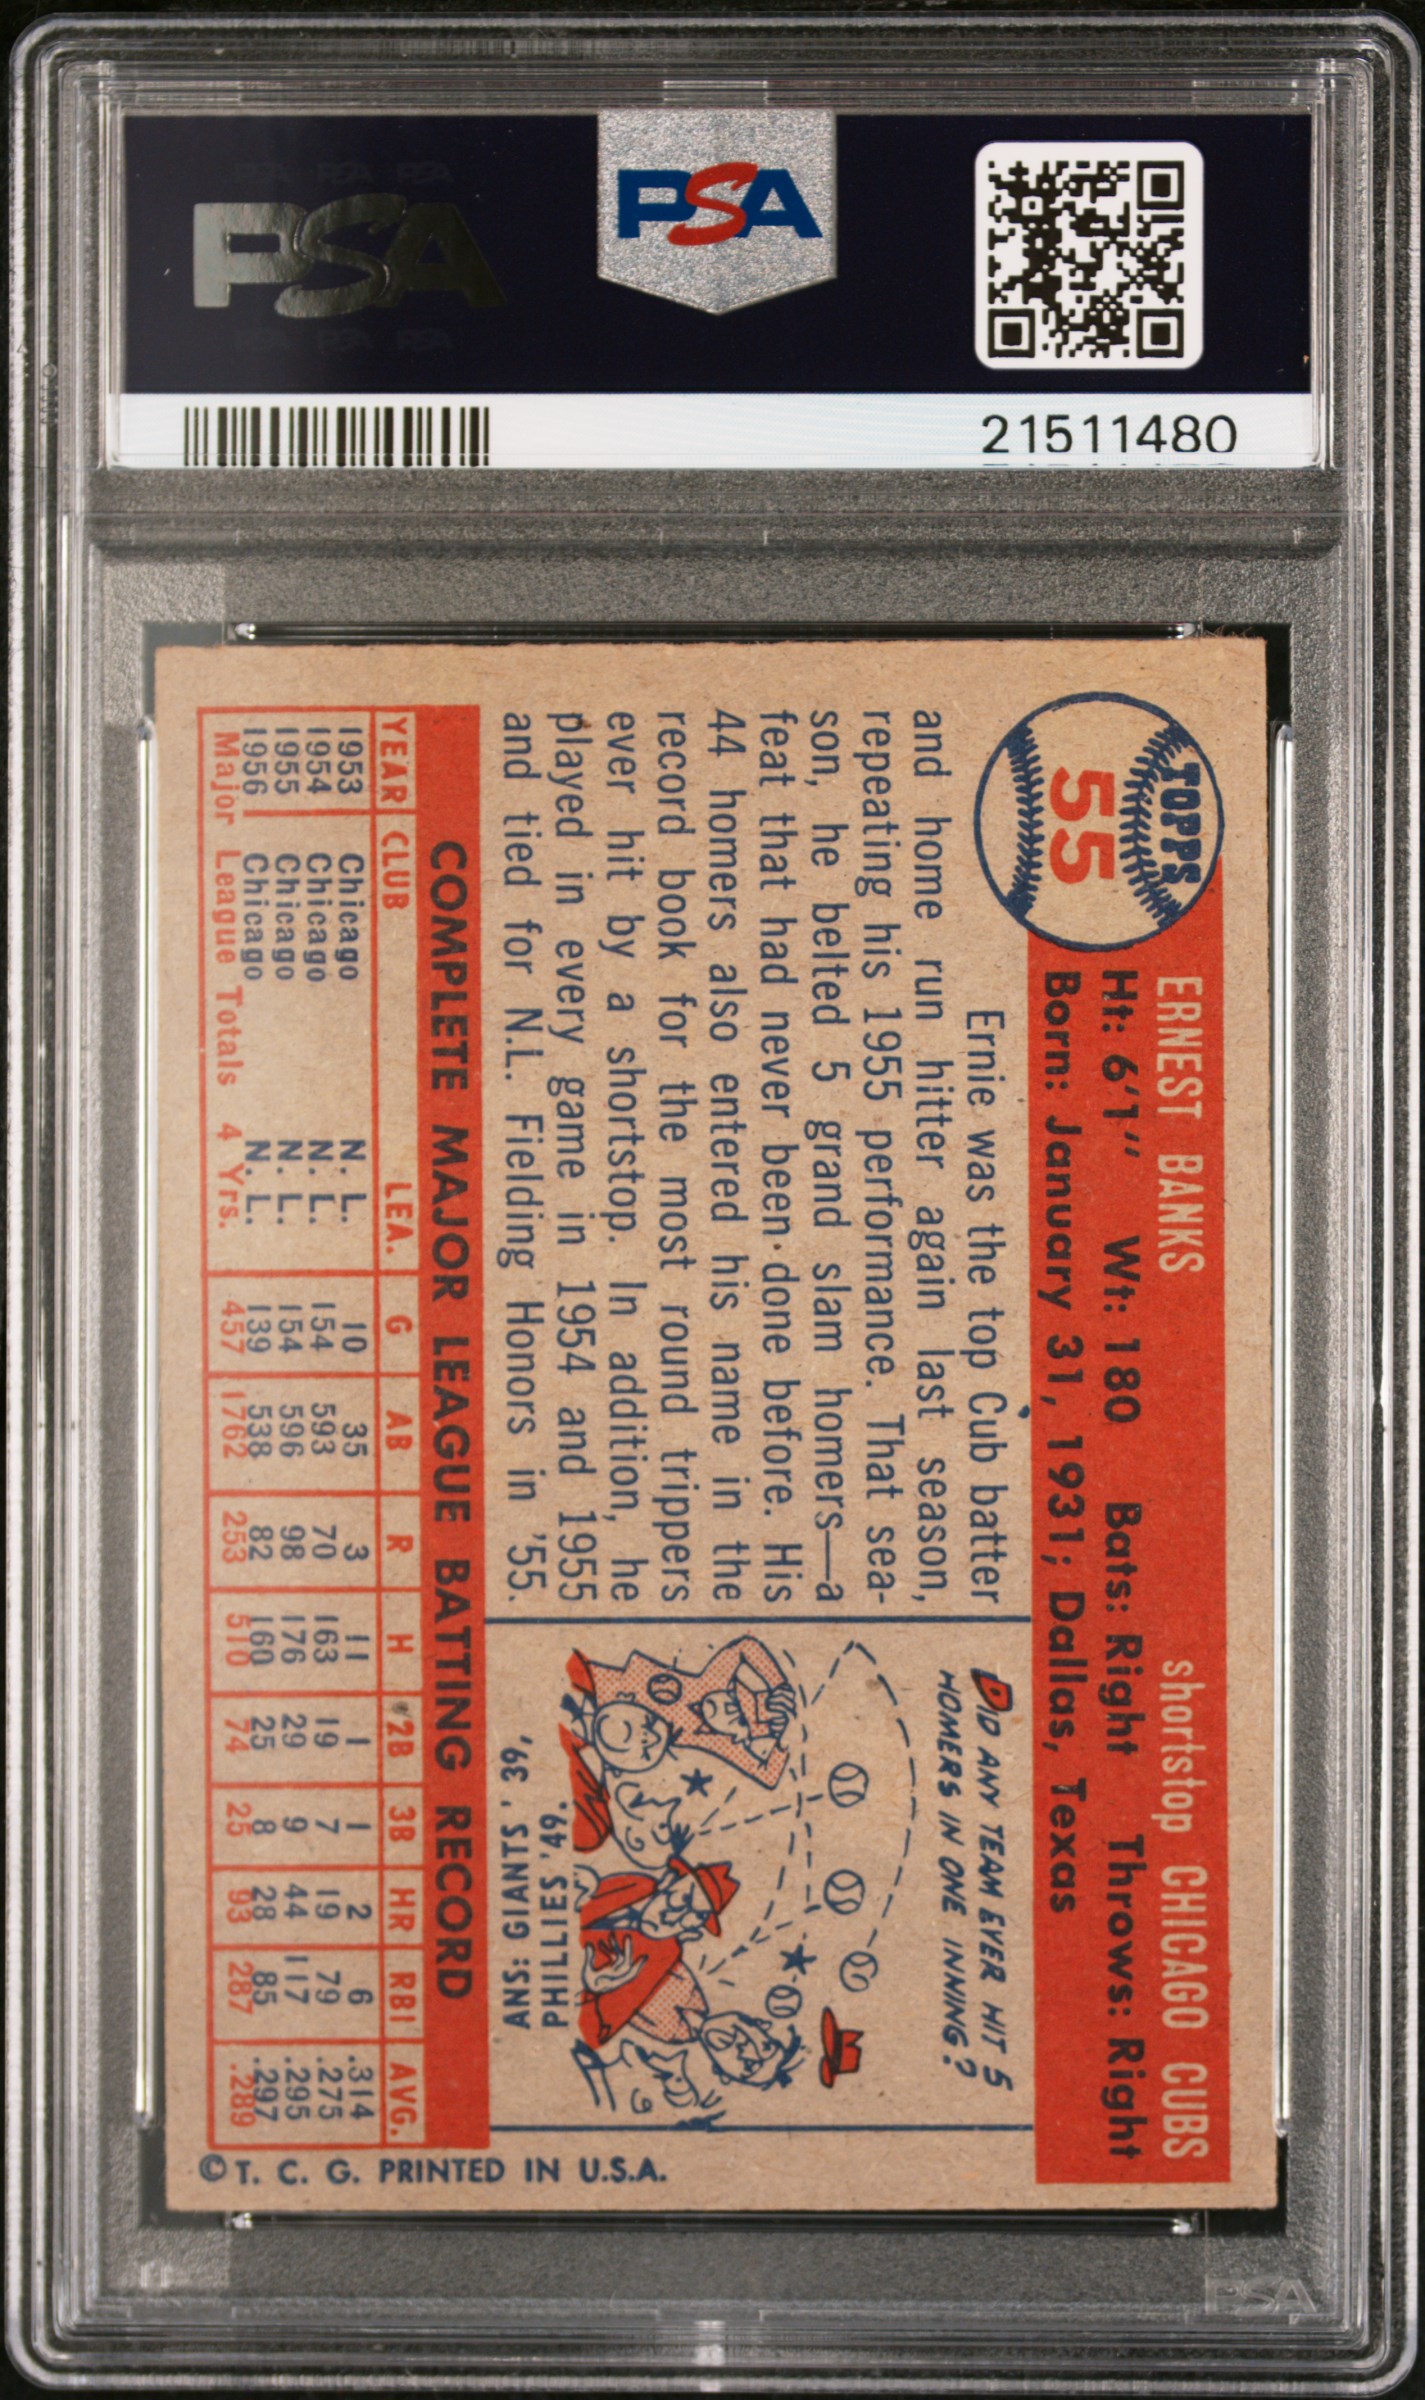 PSA
PSA
21511480
TOPPS
55
ERNEST BANKS shortstop CHICAGO CUBS
Ht: 6'1" Wt: 180 Bats: Right Throws: Right
Born: January 31, 1931; Dallas, Texas
Ernie was the top Cub batter
and home run hitter again last season,
repeating his 1955 performance. That sea-
son, he belted 5 grand slam homers—a
feat that had never been done before. His
44 homers also entered his name in the
record book for the most round trippers
ever hit by a shortstop. In addition, he
played in every game in 1954 and 1955
and tied for N.L. Fielding Honors in '55.
DID ANY TEAM EVER HIT 5
HOMERS IN ONE INNING?
ANS: GIANTS, '39,
PHILLIES, '49.
COMPLETE MAJOR LEAGUE BATTING RECORD
YEAR CLUB LEA. G AB R H 2B 3B HR RBI AVG.
1953 Chicago N. L. 10 35 3 11 1 1 2 6 .314
1954 Chicago N. L. 154 593 70 163 19 7 19 79 .275
1955 Chicago N. L. 154 596 98 176 29 9 44 117 .295
1956 Chicago N. L. 139 538 82 160 25 8 28 85 .297
Major League Totals 4 Yrs. 457 1762 253 510 74 25 93 287 .289
© T. C. G. PRINTED IN U.S.A.
PSA